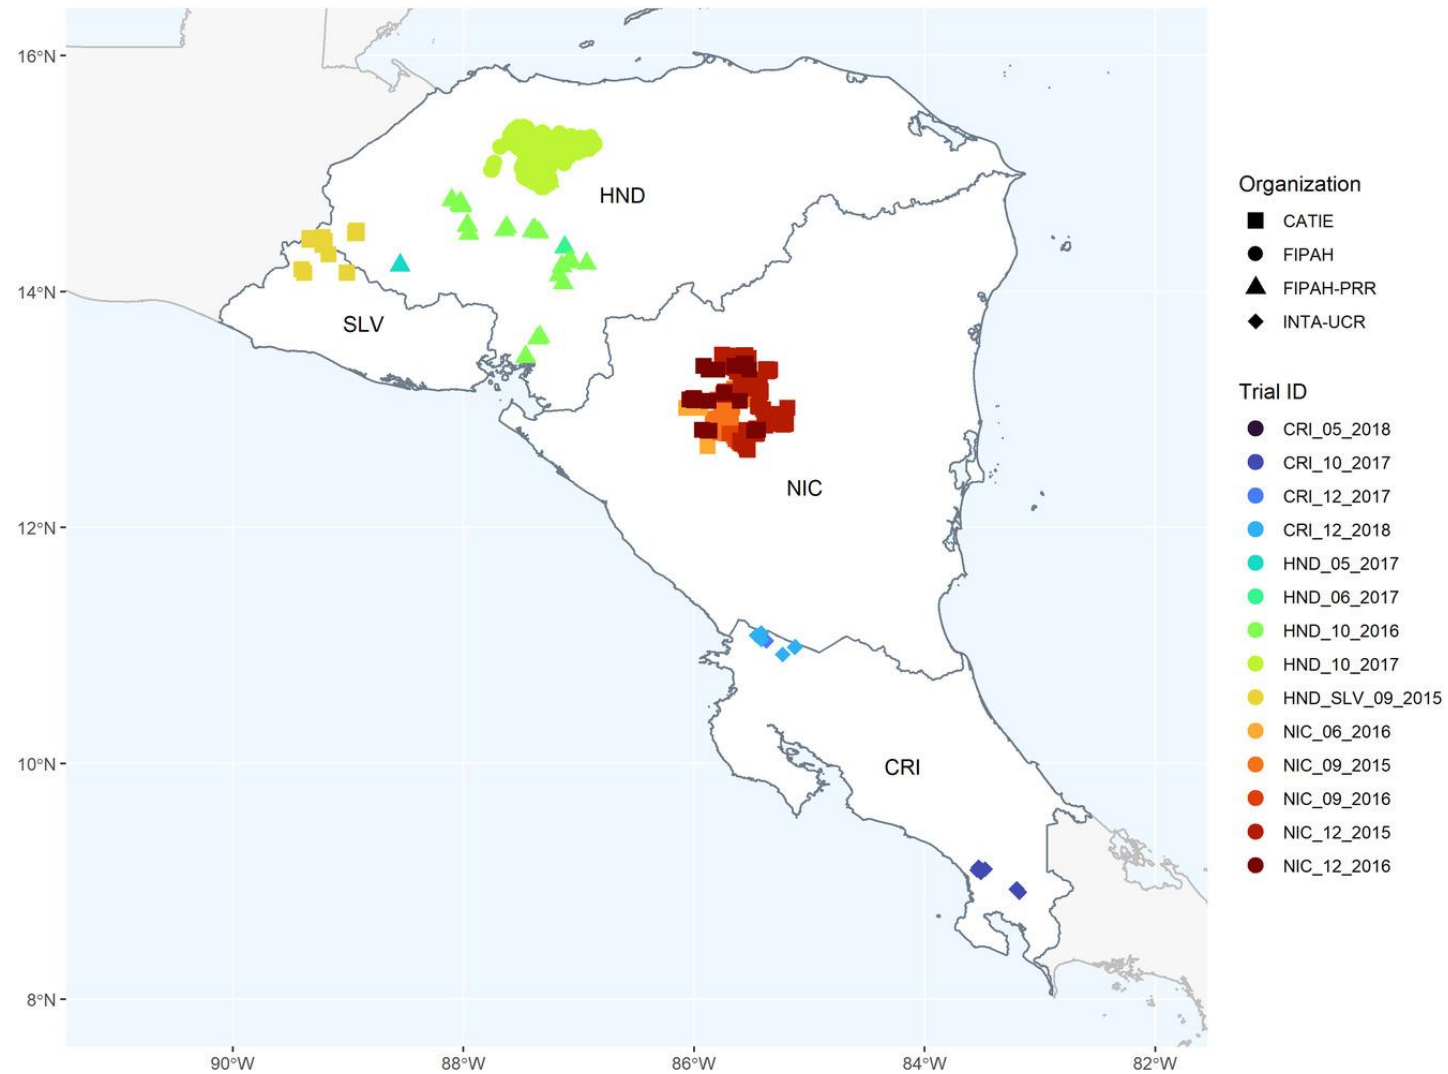 16°N
14°N
12°N
10°N
8°N
90°W
88°W
86°W
84°W
82°W
HND
SLV
NIC
CRI
Organization
CATIE
FIPAH
FIPAH-PRR
INTA-UCR
Trial ID
CRI_05_2018
CRI_10_2017
CRI_12_2017
CRI_12_2018
HND_05_2017
HND_06_2017
HND_10_2016
HND_10_2017
HND_SLV_09_2015
NIC_06_2016
NIC_09_2015
NIC_09_2016
NIC_12_2015
NIC_12_2016